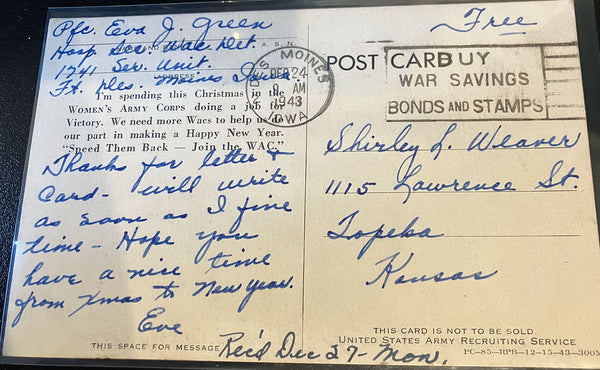 Pfc. Eva J. Green
Hosp Sec. Wac Det.
1741 Ser. Unit.
Ft. Des. Moines Iowa.
A.S.N.
ADDRESS
I'm spending this Christmas in the
WOMEN'S ARMY CORPS doing a job for
Victory. We need more Wacs to help us do
our part in making a Happy New Year.
"Speed Them Back — Join the WAC."
Thanks for letter &
Card - will write
as soon as I fine
time - Hope you
have a nice time
from Xmas to New year.
Eve
THIS SPACE FOR MESSAGE
Rec'd Dec 27 - Mon.
Free
DES MOINES
DEC 24
AM
1943
IOWA
POST CARD
BUY
WAR SAVINGS
BONDS AND STAMPS
Shirley L. Weaver
1115 Lawrence St.
Topeka
Kansas
THIS CARD IS NOT TO BE SOLD.
UNITED STATES ARMY RECRUITING SERVICE
PC-85-RPB-12-15-43-300M